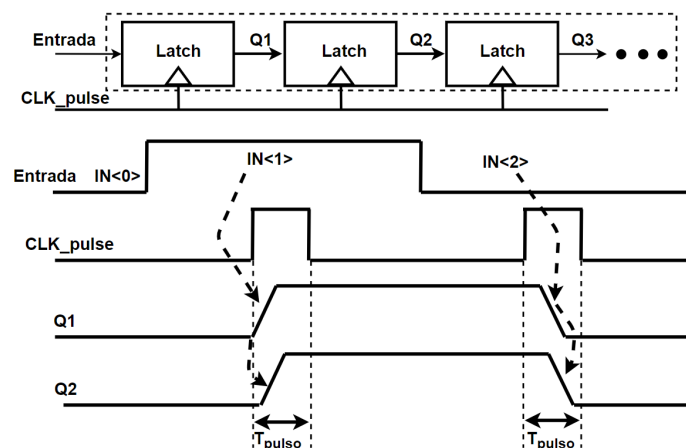 Entrada
Latch
Q1
Latch
Q2
Latch
Q3
CLK_pulse
IN<1>
IN<2>
Entrada IN<0>
CLK_pulse
Q1
Q2
Tpulso
Tpulso